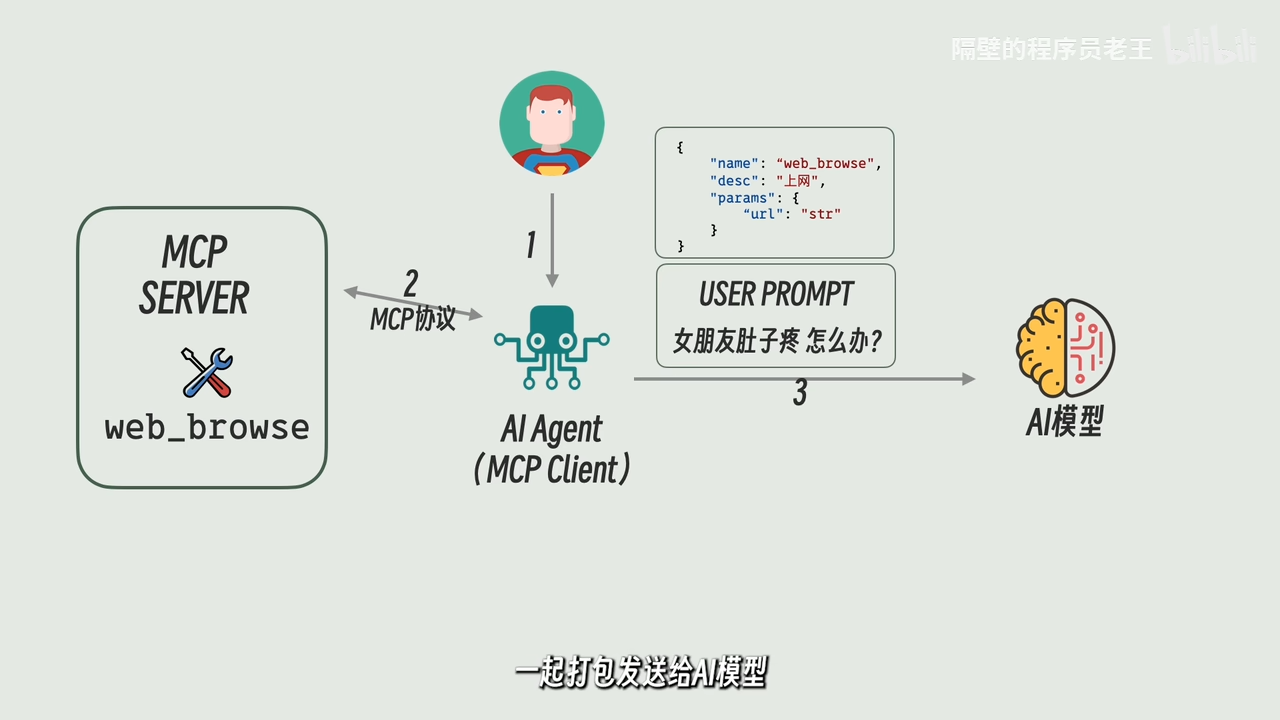 隔壁的程序员老王 bilibili
{
"name": “web_browse",
"desc": "上网",
"params": {
“url": "str"
}
}
MCP
SERVER
web_browse
1
2
MCP协议
USER PROMPT
女朋友肚子疼 怎么办?
3
AI Agent
(MCP Client)
AI模型
一起打包发送给AI模型